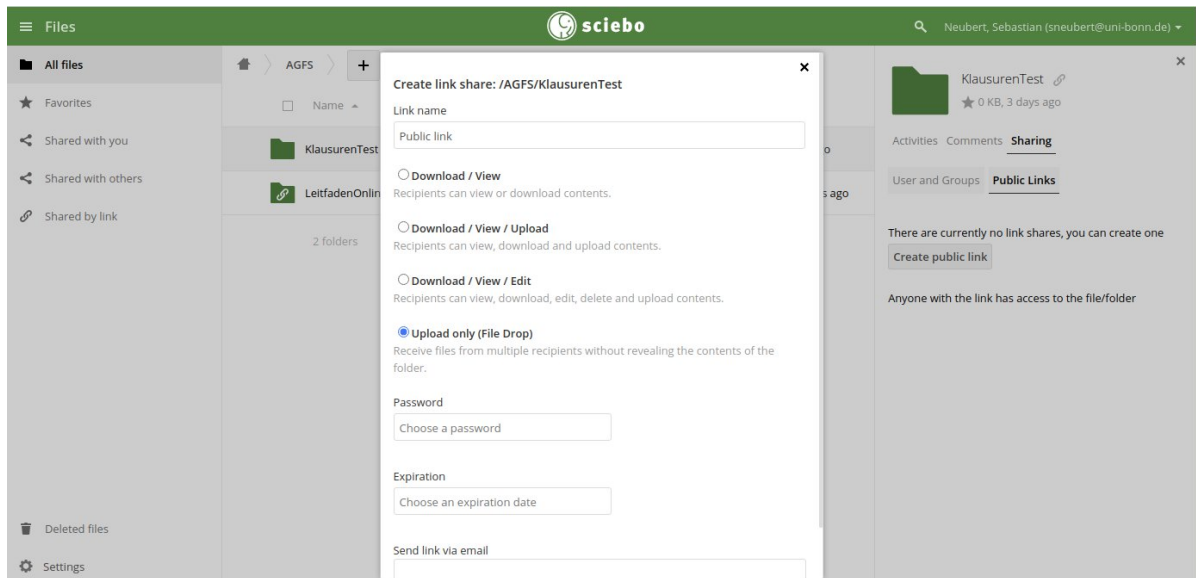 Files
sciebo
Neubert, Sebastian (sneubert@uni-bonn.de)
All files
Favorites
Shared with you
Shared with others
Shared by link
Deleted files
Settings
AGFS
+
Name
KlausurenTest
o
LeitfadenOnlin
s ago
2 folders
×
Create link share: /AGFS/KlausurenTest
Link name
Public link
Download / View
Recipients can view or download contents.
Download / View / Upload
Recipients can view, download and upload contents.
Download / View / Edit
Recipients can view, download, edit, delete and upload contents.
Upload only (File Drop)
Receive files from multiple recipients without revealing the contents of the
folder.
Password
Choose a password
Expiration
Choose an expiration date
Send link via email
×
KlausurenTest
0 KB, 3 days ago
Activities Comments Sharing
User and Groups Public Links
There are currently no link shares, you can create one
Create public link
Anyone with the link has access to the file/folder